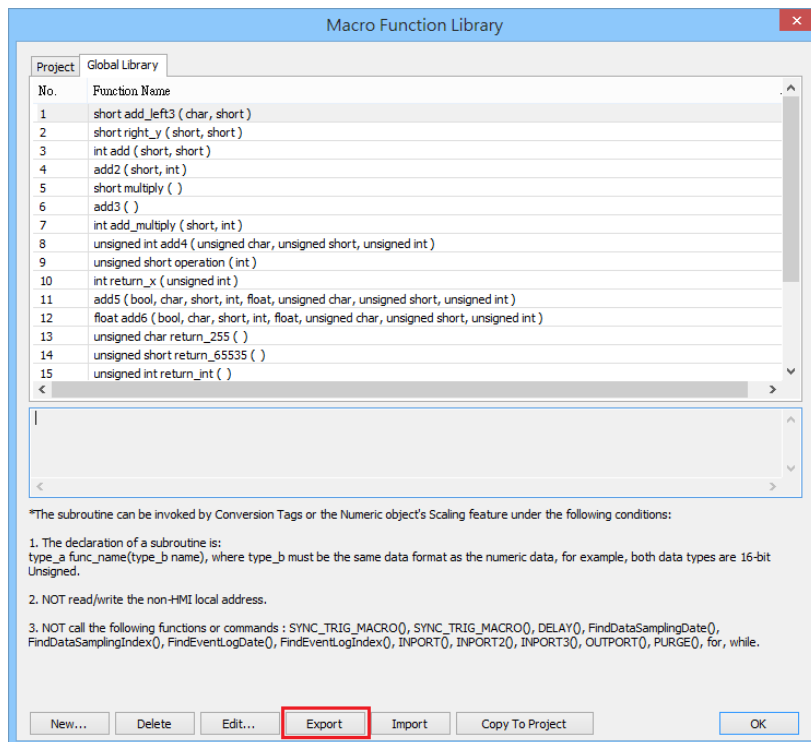 Macro Function Library
Project Global Library
No. Function Name
1 short add_left3 ( char, short )
2 short right_y ( short, short )
3 int add ( short, short )
4 add2 ( short, int )
5 short multiply ( )
6 add3 ( )
7 int add_multiply ( short, int )
8 unsigned int add4 ( unsigned char, unsigned short, unsigned int )
9 unsigned short operation ( int )
10 int return_x ( unsigned int )
11 add5 ( bool, char, short, int, float, unsigned char, unsigned short, unsigned int )
12 float add6 ( bool, char, short, int, float, unsigned char, unsigned short, unsigned int )
13 unsigned char return_255 ( )
14 unsigned short return_65535 ( )
15 unsigned int return_int ( )
*The subroutine can be invoked by Conversion Tags or the Numeric object's Scaling feature under the following conditions:
1. The declaration of a subroutine is:
type_a func_name(type_b name), where type_b must be the same data format as the numeric data, for example, both data types are 16-bit
Unsigned.
2. NOT read/write the non-HMI local address.
3. NOT call the following functions or commands : SYNC_TRIG_MACRO(), SYNC_TRIG_MACRO(), DELAY(), FindDataSamplingDate(),
FindDataSamplingIndex(), FindEventLogDate(), FindEventLogIndex(), INPORT(), INPORT2(), INPORT3(), OUTPORT(), PURGE(), for, while.
New... Delete Edit... Export Import Copy To Project OK